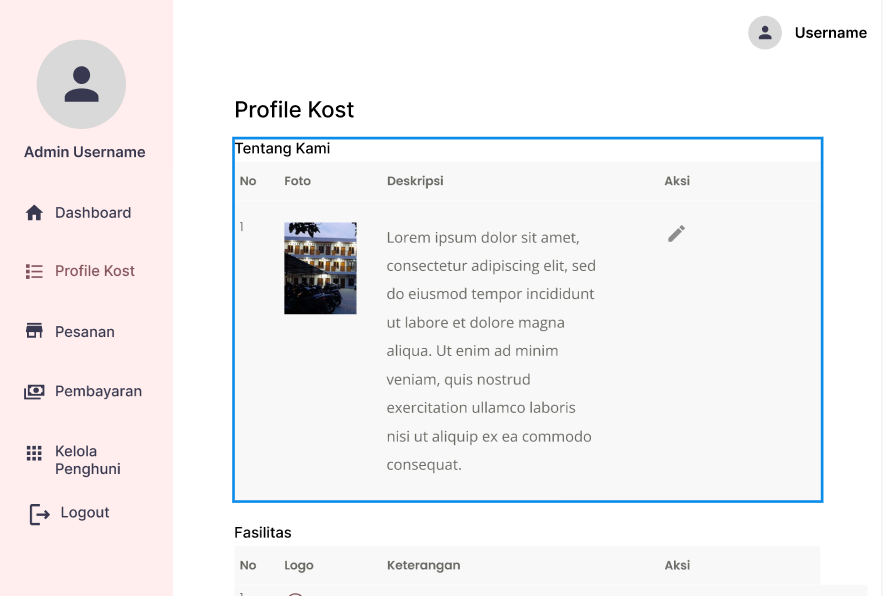 Username
Admin Username
Dashboard
Profile Kost
Pesanan
Pembayaran
Kelola
Penghuni
Logout
Profile Kost
Tentang Kami
No Foto Deskripsi Aksi
1
Lorem ipsum dolor sit amet,
consectetur adipiscing elit, sed
do eiusmod tempor incididunt
ut labore et dolore magna
aliqua. Ut enim ad minim
veniam, quis nostrud
exercitation ullamco laboris
nisi ut aliquip ex ea commodo
consequat.
Fasilitas
No Logo Keterangan Aksi
1